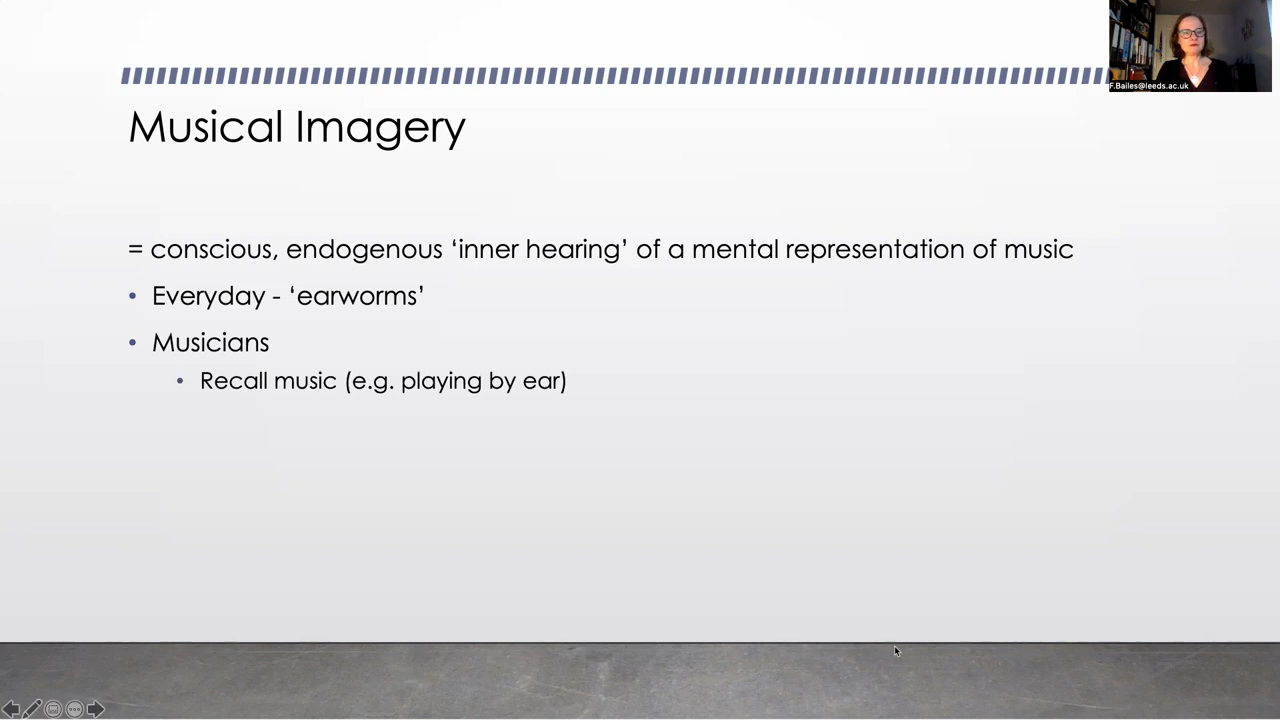 F.Bailes@leeds.ac.uk
Musical Imagery
= conscious, endogenous ‘inner hearing’ of a mental representation of music
• Everyday - ‘earworms’
• Musicians
• Recall music (e.g. playing by ear)